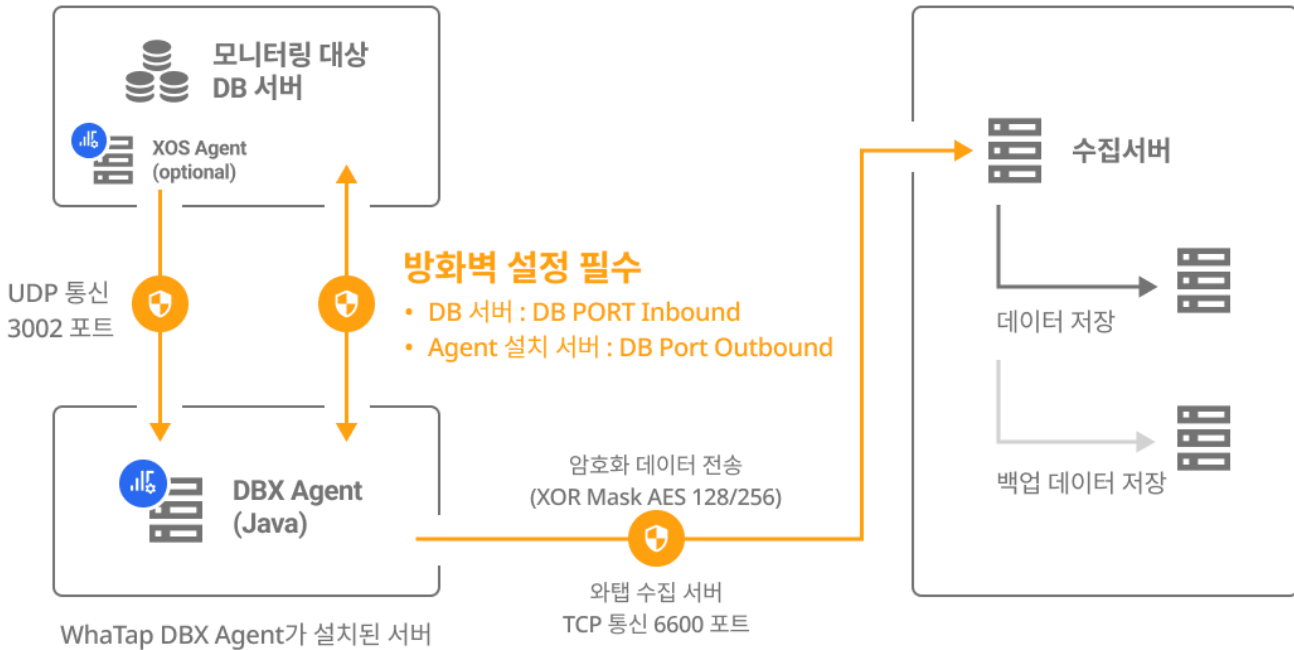 모니터링 대상
DB 서버
XOS Agent
(optional)
UDP 통신
3002 포트
방화벽 설정 필수
• DB 서버 : DB PORT Inbound
• Agent 설치 서버 : DB Port Outbound
DBX Agent
(Java)
WhaTap DBX Agent가 설치된 서버
암호화 데이터 전송
(XOR Mask AES 128/256)
와탭 수집 서버
TCP 통신 6600 포트
수집서버
데이터 저장
백업 데이터 저장